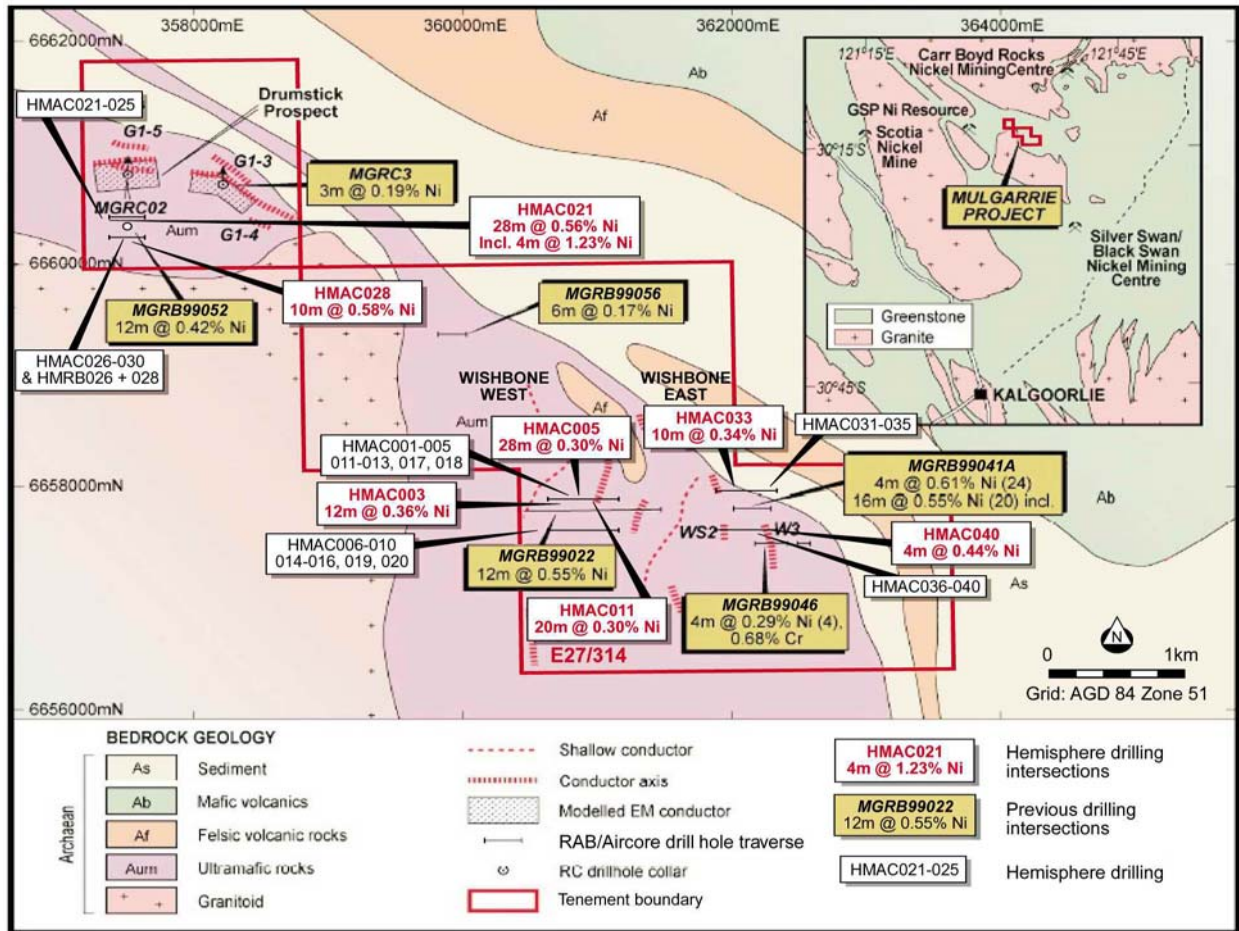 358000mE
360000mE
362000mE
364000mE
6662000mN
6660000mN
6658000mN
6656000mN
HMAC021-025
Drumstick
Prospect
G1-5
G1-3
MGRC3
3m @ 0.19% Ni
MGRC02
G1-4
Aum
HMAC021
28m @ 0.56% Ni
Incl. 4m @ 1.23% Ni
HMAC028
10m @ 0.58% Ni
MGRB99052
12m @ 0.42% Ni
HMAC026-030
& HMRB026 + 028
MGRB99056
6m @ 0.17% Ni
Ab
Af
WISHBONE
WEST
WISHBONE
EAST
Aum
Af
HMAC005
28m @ 0.30% Ni
HMAC033
10m @ 0.34% Ni
HMAC031-035
HMAC001-005
011-013, 017, 018
HMAC003
12m @ 0.36% Ni
MGRB99041A
4m @ 0.61% Ni (24)
16m @ 0.55% Ni (20) incl.
Ab
HMAC006-010
014-016, 019, 020
MGRB99022
12m @ 0.55% Ni
WS2
W3
HMAC040
4m @ 0.44% Ni
HMAC036-040
As
HMAC011
20m @ 0.30% Ni
MGRB99046
4m @ 0.29% Ni (4),
0.68% Cr
E27/314
N
0 1km
Grid: AGD 84 Zone 51
121°15'E
121°45'E
Carr Boyd Rocks
Nickel MiningCentre
GSP Ni Resource
Scotia
Nickel
Mine
30°15'S
MULGARRIE
PROJECT
Silver Swan/
Black Swan
Nickel Mining
Centre
Greenstone
Granite
30°45'S
KALGOORLIE
BEDROCK GEOLOGY
Archaean
As Sediment
Ab Mafic volcanics
Af Felsic volcanic rocks
Aum Ultramafic rocks
Granitoid
Shallow conductor
Conductor axis
Modelled EM conductor
RAB/Aircore drill hole traverse
RC drillhole collar
Tenement boundary
HMAC021
4m @ 1.23% Ni
Hemisphere drilling
intersections
MGRB99022
12m @ 0.55% Ni
Previous drilling
intersections
HMAC021-025
Hemisphere drilling